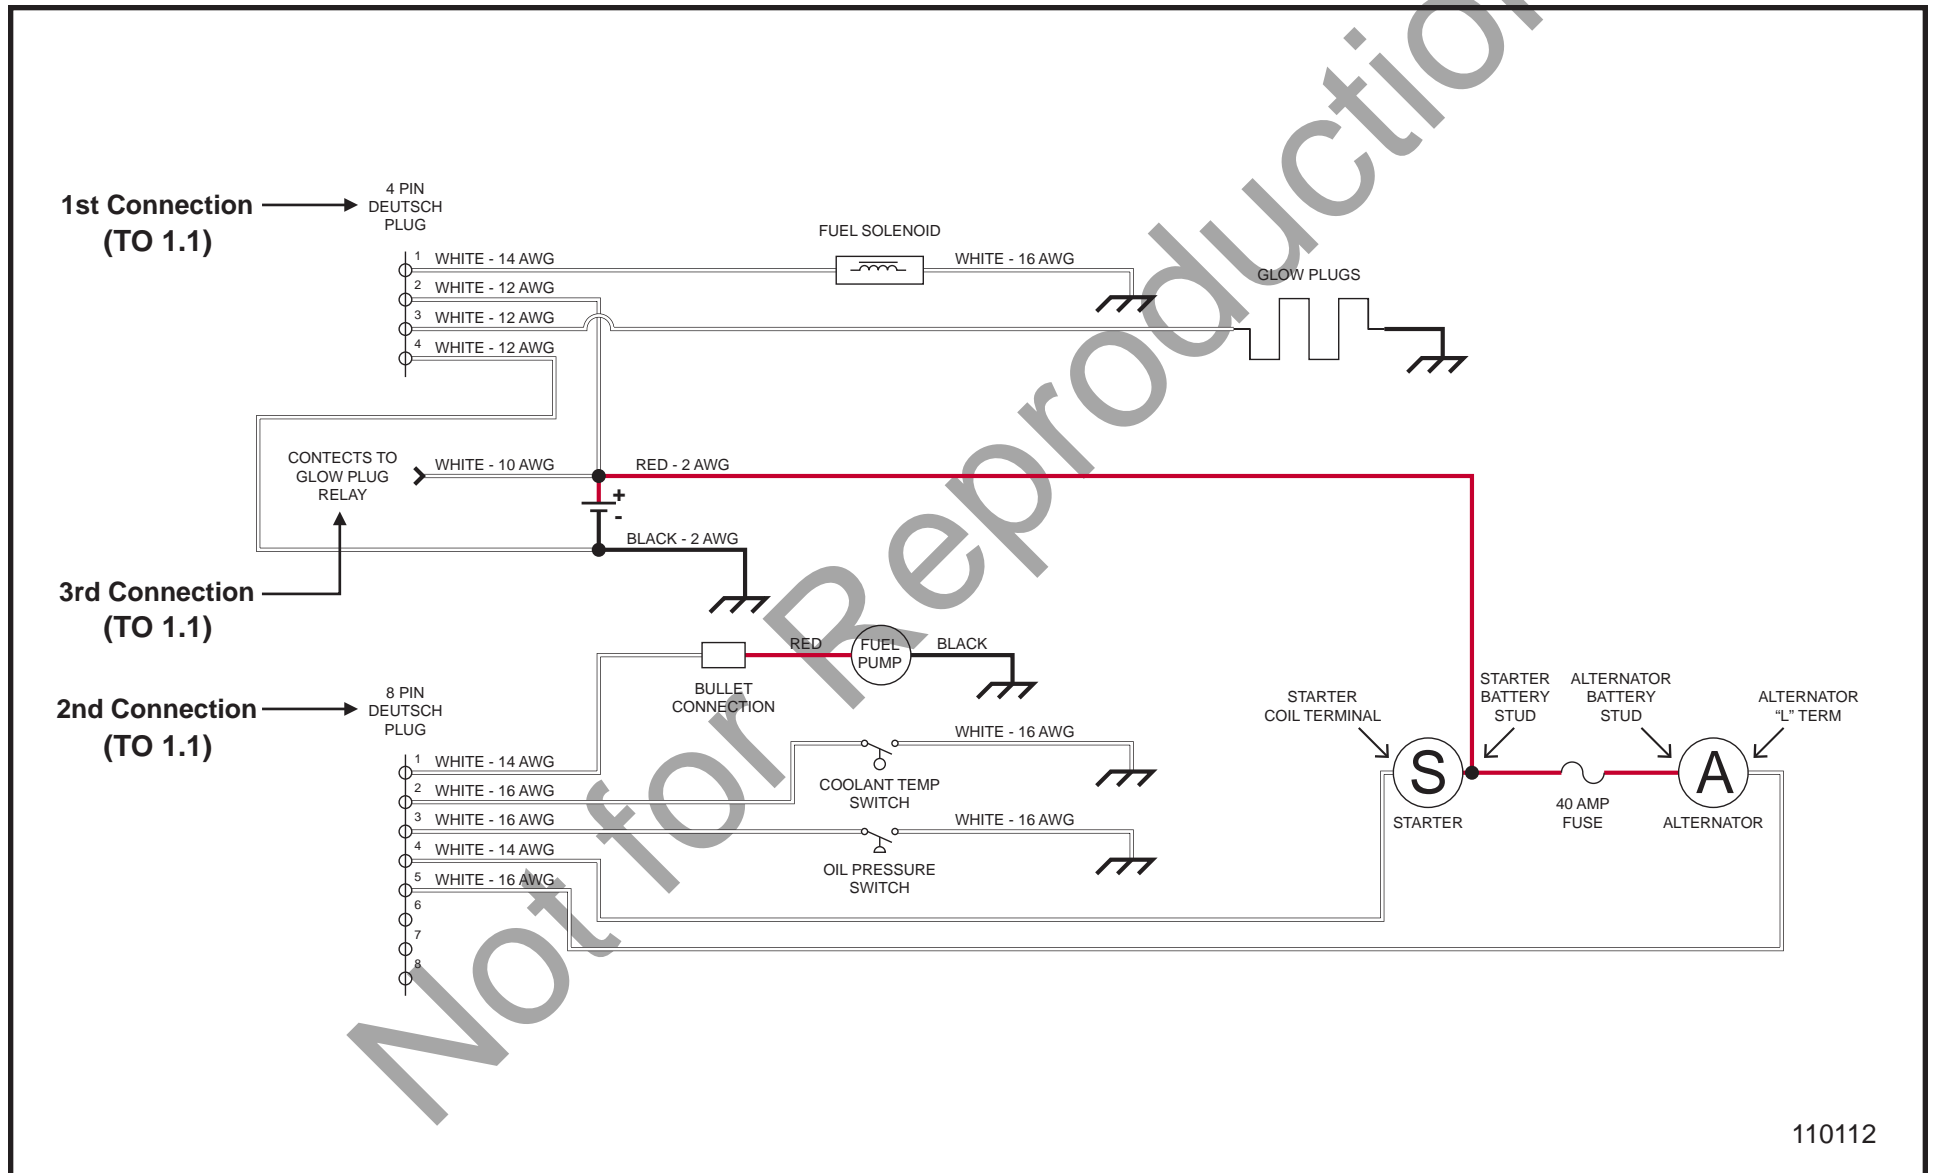 Not for Reproduction
1st Connection
(TO 1.1)
4 PIN
DEUTSCH
PLUG
1 WHITE - 14 AWG
FUEL SOLENOID
WHITE - 16 AWG
2 WHITE - 12 AWG
GLOW PLUGS
3 WHITE - 12 AWG
4 WHITE - 12 AWG
CONTECTS TO
GLOW PLUG
RELAY
WHITE - 10 AWG
RED - 2 AWG
+
-
BLACK - 2 AWG
3rd Connection
(TO 1.1)
RED
FUEL
PUMP
BLACK
BULLET
CONNECTION
2nd Connection
(TO 1.1)
8 PIN
DEUTSCH
PLUG
1 WHITE - 14 AWG
2 WHITE - 16 AWG
3 WHITE - 16 AWG
4 WHITE - 14 AWG
5 WHITE - 16 AWG
6
7
8
WHITE - 16 AWG
COOLANT TEMP
SWITCH
WHITE - 16 AWG
OIL PRESSURE
SWITCH
STARTER
COIL TERMINAL
STARTER
BATTERY
STUD
ALTERNATOR
BATTERY
STUD
ALTERNATOR
“L” TERM
S
STARTER
40 AMP
FUSE
A
ALTERNATOR
110112